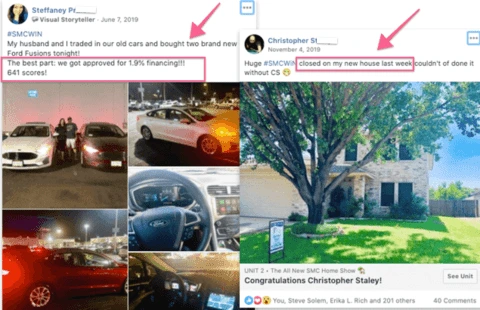 Steffaney P
Visual Storyteller · June 7, 2019
#SMCWIN
My husband and I traded in our old cars and bought two brand new
Ford Fusions tonight!
The best part: we got approved for 1.9% financing!!!
641 scores!
Christopher St
November 4, 2019
Huge #SMCWIN closed on my new house last week couldn't of done it
without CS 😁
UNIT 2 • The All New SMC Home Show 🏡
Congratulations Christopher Staley!
See Unit
You, Steve Solem, Erika L. Rich and 201 others
40 Comments